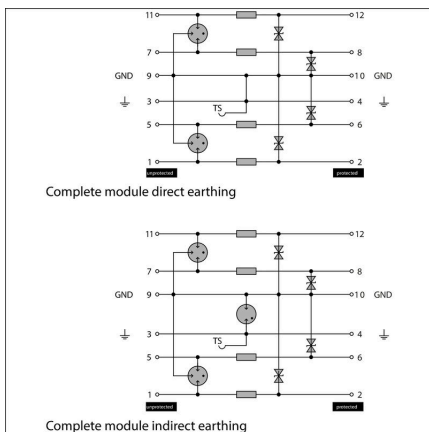 11 12
7 8
GND 9 10 GND
3 4
TS
5 6
1 2
unprotected protected
Complete module direct earthing
11 12
7 8
GND 9 10 GND
3 4
TS
5 6
1 2
unprotected protected
Complete module indirect earthing